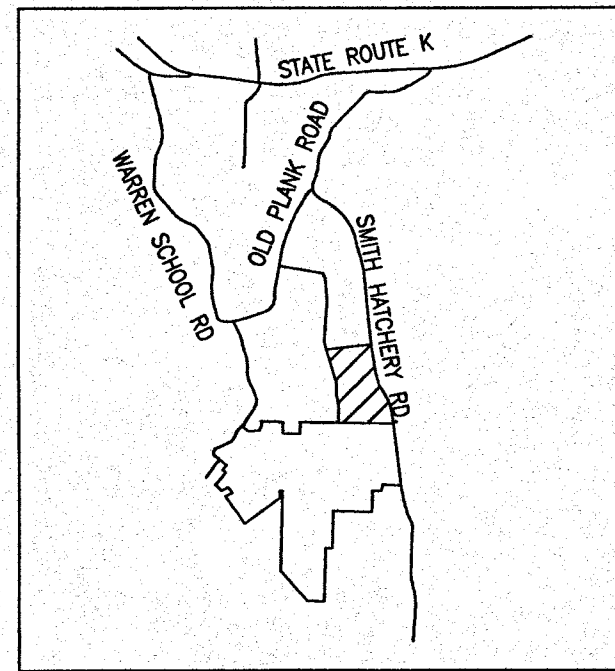 STATE ROUTE K
OLD PLANK ROAD
WARREN SCHOOL RD
SMITH HATCHERY RD.